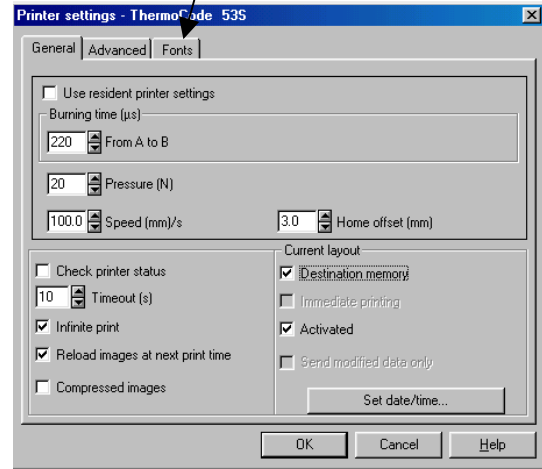 Printer settings - ThermoCode 53S
General Advanced Fonts
Use resident printer settings
Burning time (µs)
220 From A to B
20 Pressure (N)
100.0 Speed (mm)/s 3.0 Home offset (mm)
Current layout
Check printer status Destination memory
10 Timeout (s) Immediate printing
Infinite print Activated
Reload images at next print time Send modified data only
Compressed images Set date/time...
OK Cancel Help